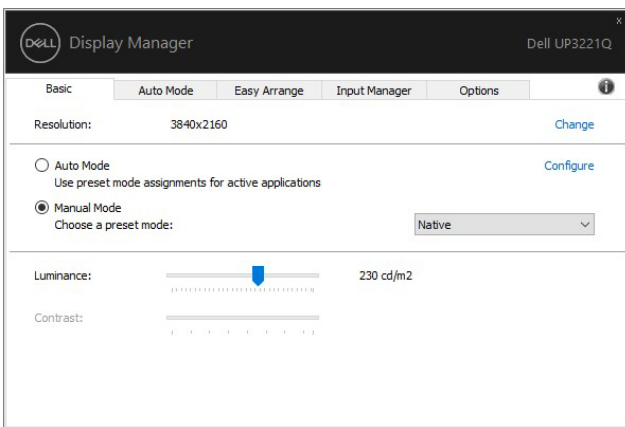 DELL Display Manager
x
Dell UP3221Q
Basic Auto Mode Easy Arrange Input Manager Options i
Resolution: 3840x2160 Change
Auto Mode Configure
Use preset mode assignments for active applications
Manual Mode
Choose a preset mode: Native
Luminance: 230 cd/m2
Contrast: